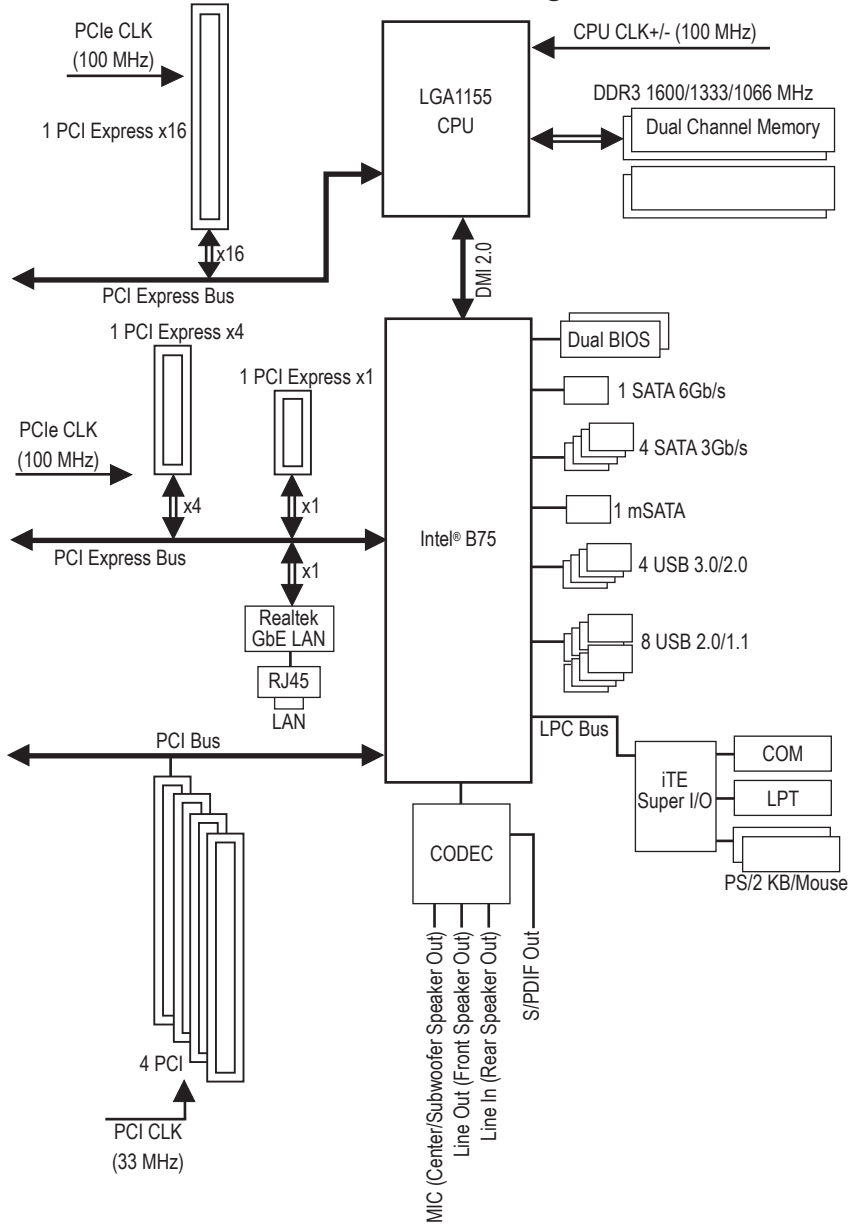 PCIe CLK
(100 MHz)
1 PCI Express x16
x16
PCI Express Bus
LGA1155
CPU
CPU CLK+/- (100 MHz)
DDR3 1600/1333/1066 MHz
Dual Channel Memory
DMI 2.0
1 PCI Express x4
1 PCI Express x1
PCIe CLK
(100 MHz)
x4
x1
PCI Express Bus
x1
Realtek
GbE LAN
RJ45
LAN
Intel® B75
Dual BIOS
1 SATA 6Gb/s
4 SATA 3Gb/s
1 mSATA
4 USB 3.0/2.0
8 USB 2.0/1.1
LPC Bus
iTE
Super I/O
COM
LPT
PS/2 KB/Mouse
PCI Bus
4 PCI
PCI CLK
(33 MHz)
CODEC
MIC (Center/Subwoofer Speaker Out)
Line Out (Front Speaker Out)
Line In (Rear Speaker Out)
S/PDIF Out